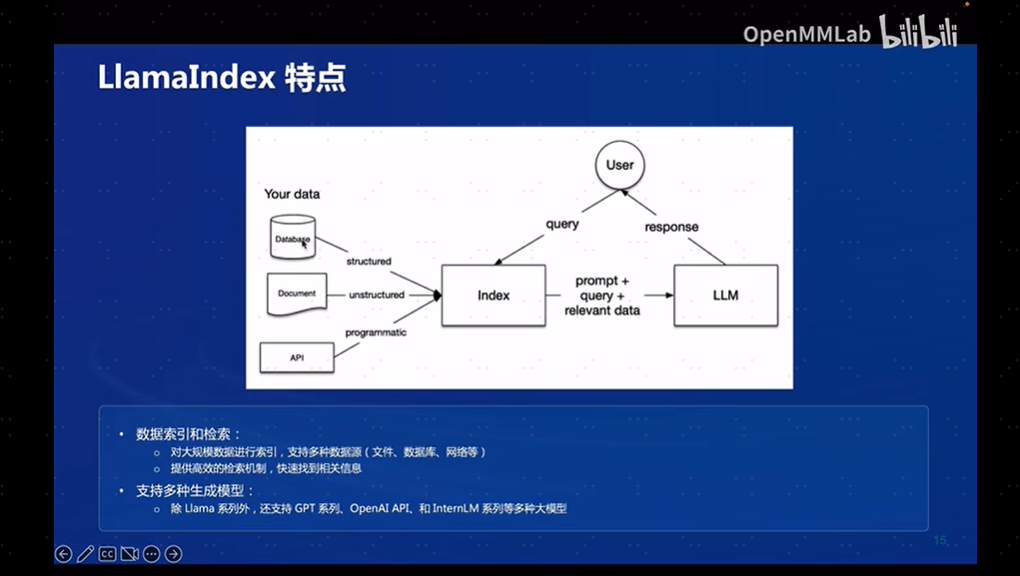 OpenMMLab bilibili
LlamaIndex 特点
User
Your data
query
response
Database
structured
Document
unstructured
Index
prompt +
query +
relevant data
LLM
programmatic
API
• 数据索引和检索：
○ 对大规模数据进行索引，支持多种数据源（文件、数据库、网络等）
○ 提供高效的检索机制，快速找到相关信息
• 支持多种生成模型：
○ 除 Llama 系列外，还支持 GPT 系列、OpenAI API、和 InternLM 系列等多种大模型
15
CC